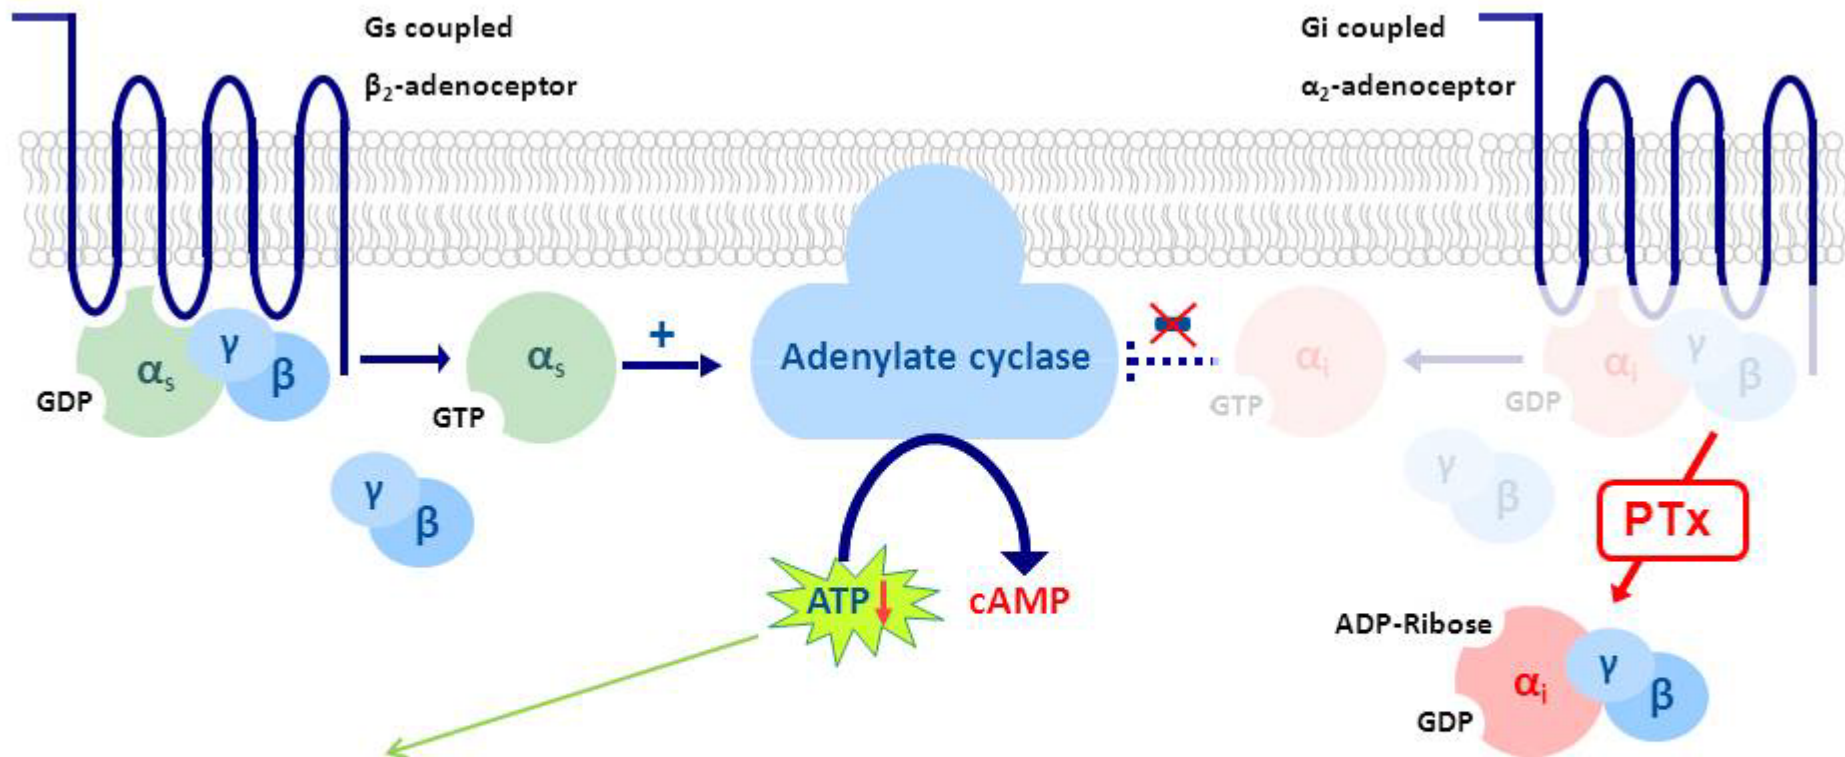 Gs coupled
β₂-adenoceptor
Gi coupled
α₂-adenoceptor
αₛ
γ
β
GDP
αₛ
GTP
+
Adenylate cyclase
αᵢ
GTP
αᵢ
γ
β
GDP
γ
β
γ
β
PTx
ATP
cAMP
ADP-Ribose
αᵢ
γ
β
GDP